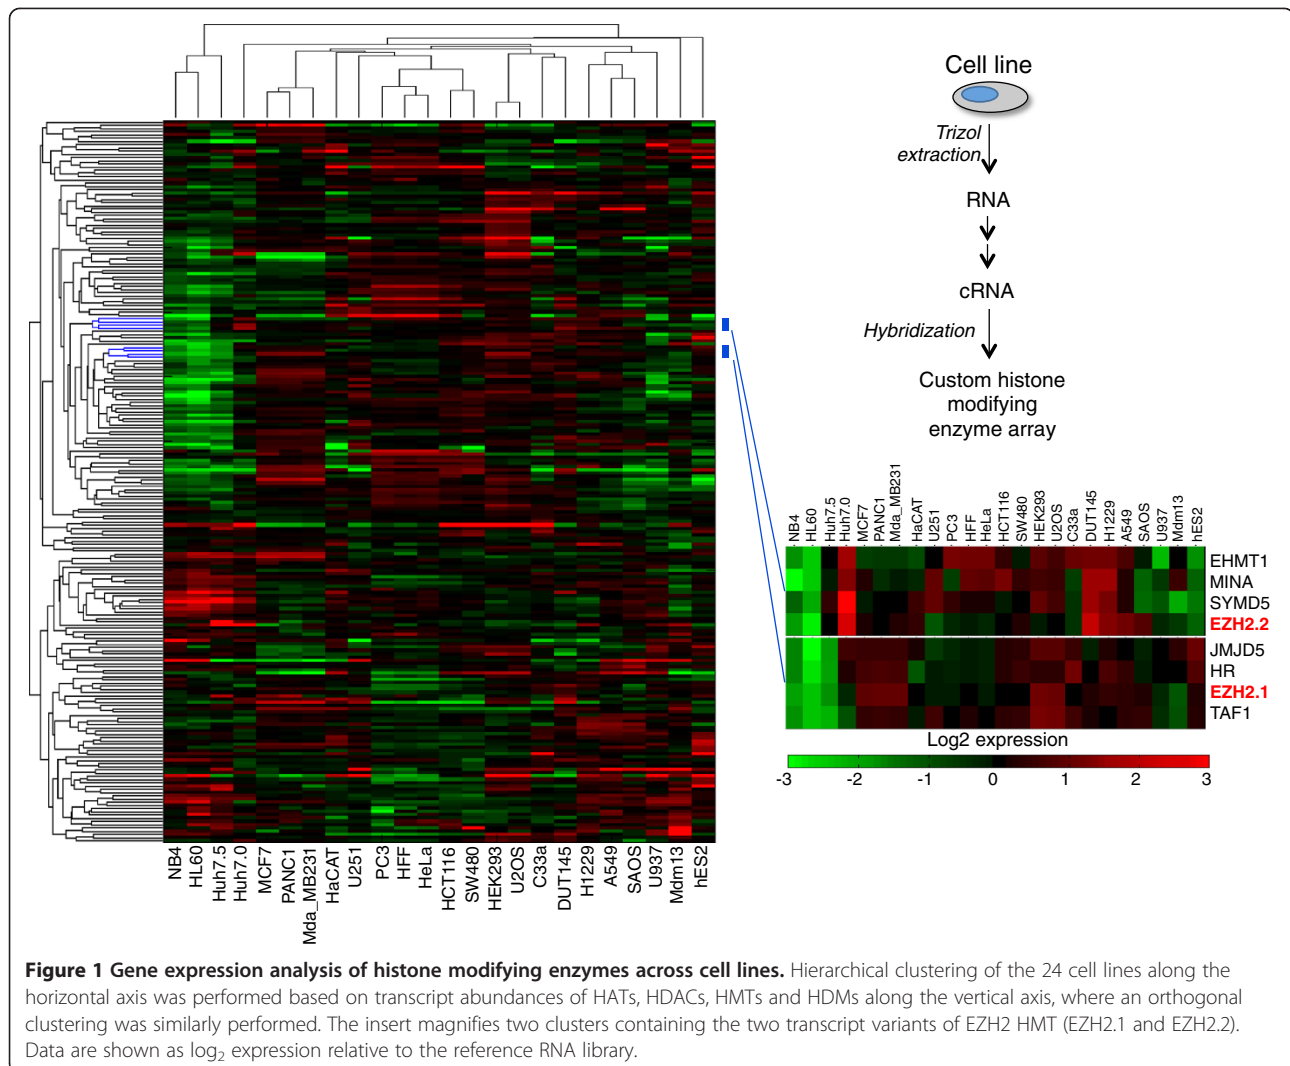 Cell line
Trizol
extraction
RNA
cRNA
Hybridization
Custom histone
modifying
enzyme array
NB4
HL60
Huh7.5
Huh7.0
MCF7
PANC1
Mda_MB231
HaCAT
U251
PC3
HFF
HeLa
HCT116
SW480
HEK293
U2OS
C33a
DUT145
H1229
A549
SAOS
U937
Mdm13
hES2
EHMT1
MINA
SYMD5
EZH2.2
JMJD5
HR
EZH2.1
TAF1
Log2 expression
-3 -2 -1 0 1 2 3
NB4
HL60
Huh7.5
Huh7.0
MCF7
PANC1
Mda_MB231
HaCAT
U251
PC3
HFF
HeLa
HCT116
SW480
HEK293
U2OS
C33a
DUT145
H1229
A549
SAOS
U937
Mdm13
hES2
Figure 1 Gene expression analysis of histone modifying enzymes across cell lines. Hierarchical clustering of the 24 cell lines along the
horizontal axis was performed based on transcript abundances of HATs, HDACs, HMTs and HDMs along the vertical axis, where an orthogonal
clustering was similarly performed. The insert magnifies two clusters containing the two transcript variants of EZH2 HMT (EZH2.1 and EZH2.2).
Data are shown as log₂ expression relative to the reference RNA library.